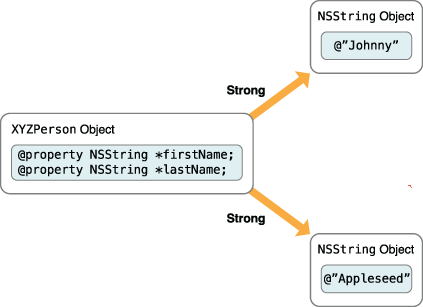 NSString Object
@"Johnny"
Strong
XYZPerson Object
@property NSString *firstName;
@property NSString *lastName;
Strong
NSString Object
@"Appleseed"